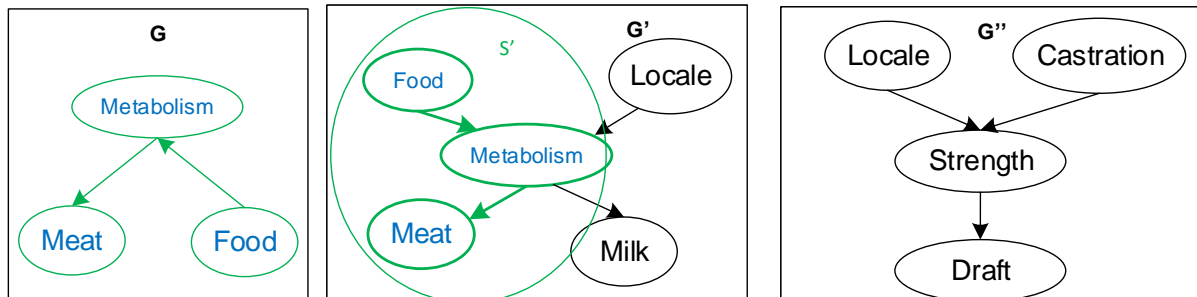 G
Metabolism
Meat
Food
S'
G'
Food
Locale
Metabolism
Meat
Milk
G"
Locale
Castration
Strength
Draft